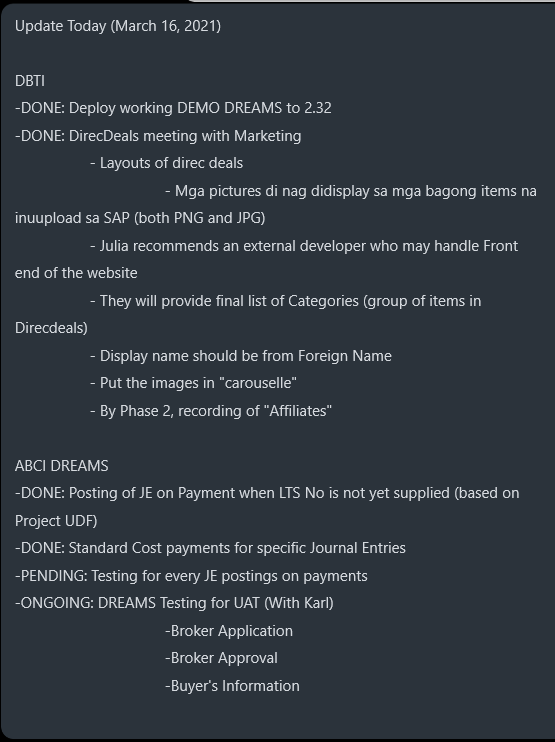 Update Today (March 16, 2021)
DBTI
-DONE: Deploy working DEMO DREAMS to 2.32
-DONE: DirecDeals meeting with Marketing
- Layouts of direc deals
- Mga pictures di nag didisplay sa mga bagong items na
inuupload sa SAP (both PNG and JPG)
- Julia recommends an external developer who may handle Front
end of the website
- They will provide final list of Categories (group of items in
Direcdeals)
- Display name should be from Foreign Name
- Put the images in "carouselle"
- By Phase 2, recording of "Affiliates"
ABCI DREAMS
-DONE: Posting of JE on Payment when LTS No is not yet supplied (based on
Project UDF)
-DONE: Standard Cost payments for specific Journal Entries
-PENDING: Testing for every JE postings on payments
-ONGOING: DREAMS Testing for UAT (With Karl)
-Broker Application
-Broker Approval
-Buyer's Information